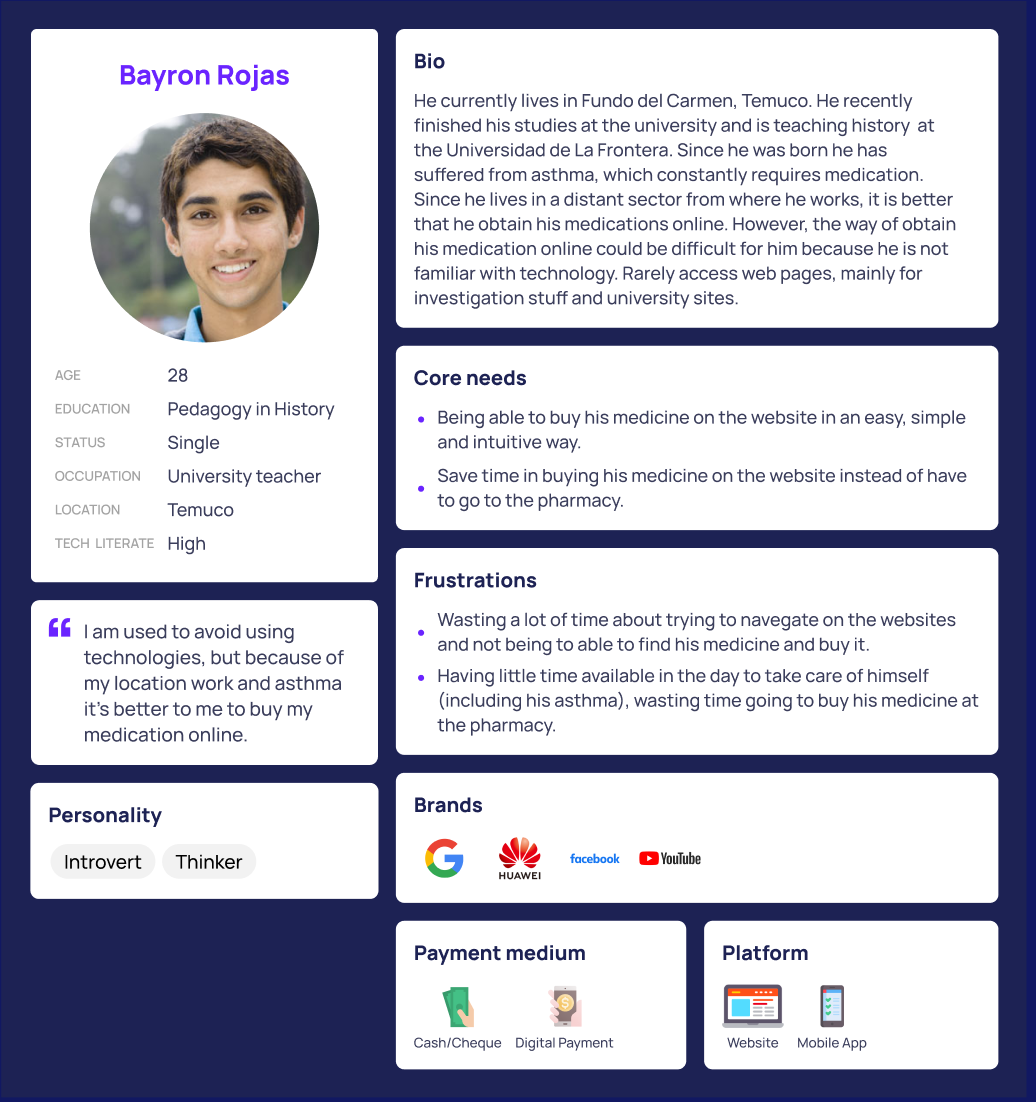 Bayron Rojas
AGE 28
EDUCATION Pedagogy in History
STATUS Single
OCCUPATION University teacher
LOCATION Temuco
TECH LITERATE High
“ I am used to avoid using
technologies, but because of
my location work and asthma
it's better to me to buy my
medication online.
Personality
Introvert Thinker
Bio
He currently lives in Fundo del Carmen, Temuco. He recently
finished his studies at the university and is teaching history at
the Universidad de La Frontera. Since he was born he has
suffered from asthma, which constantly requires medication.
Since he lives in a distant sector from where he works, it is better
that he obtain his medications online. However, the way of obtain
his medication online could be difficult for him because he is not
familiar with technology. Rarely access web pages, mainly for
investigation stuff and university sites.
Core needs
• Being able to buy his medicine on the website in an easy, simple
and intuitive way.
• Save time in buying his medicine on the website instead of have
to go to the pharmacy.
Frustrations
• Wasting a lot of time about trying to navegate on the websites
and not being to able to find his medicine and buy it.
• Having little time available in the day to take care of himself
(including his asthma), wasting time going to buy his medicine at
the pharmacy.
Brands
G HUAWEI facebook YouTube
Payment medium
Cash/Cheque Digital Payment
Platform
Website Mobile App